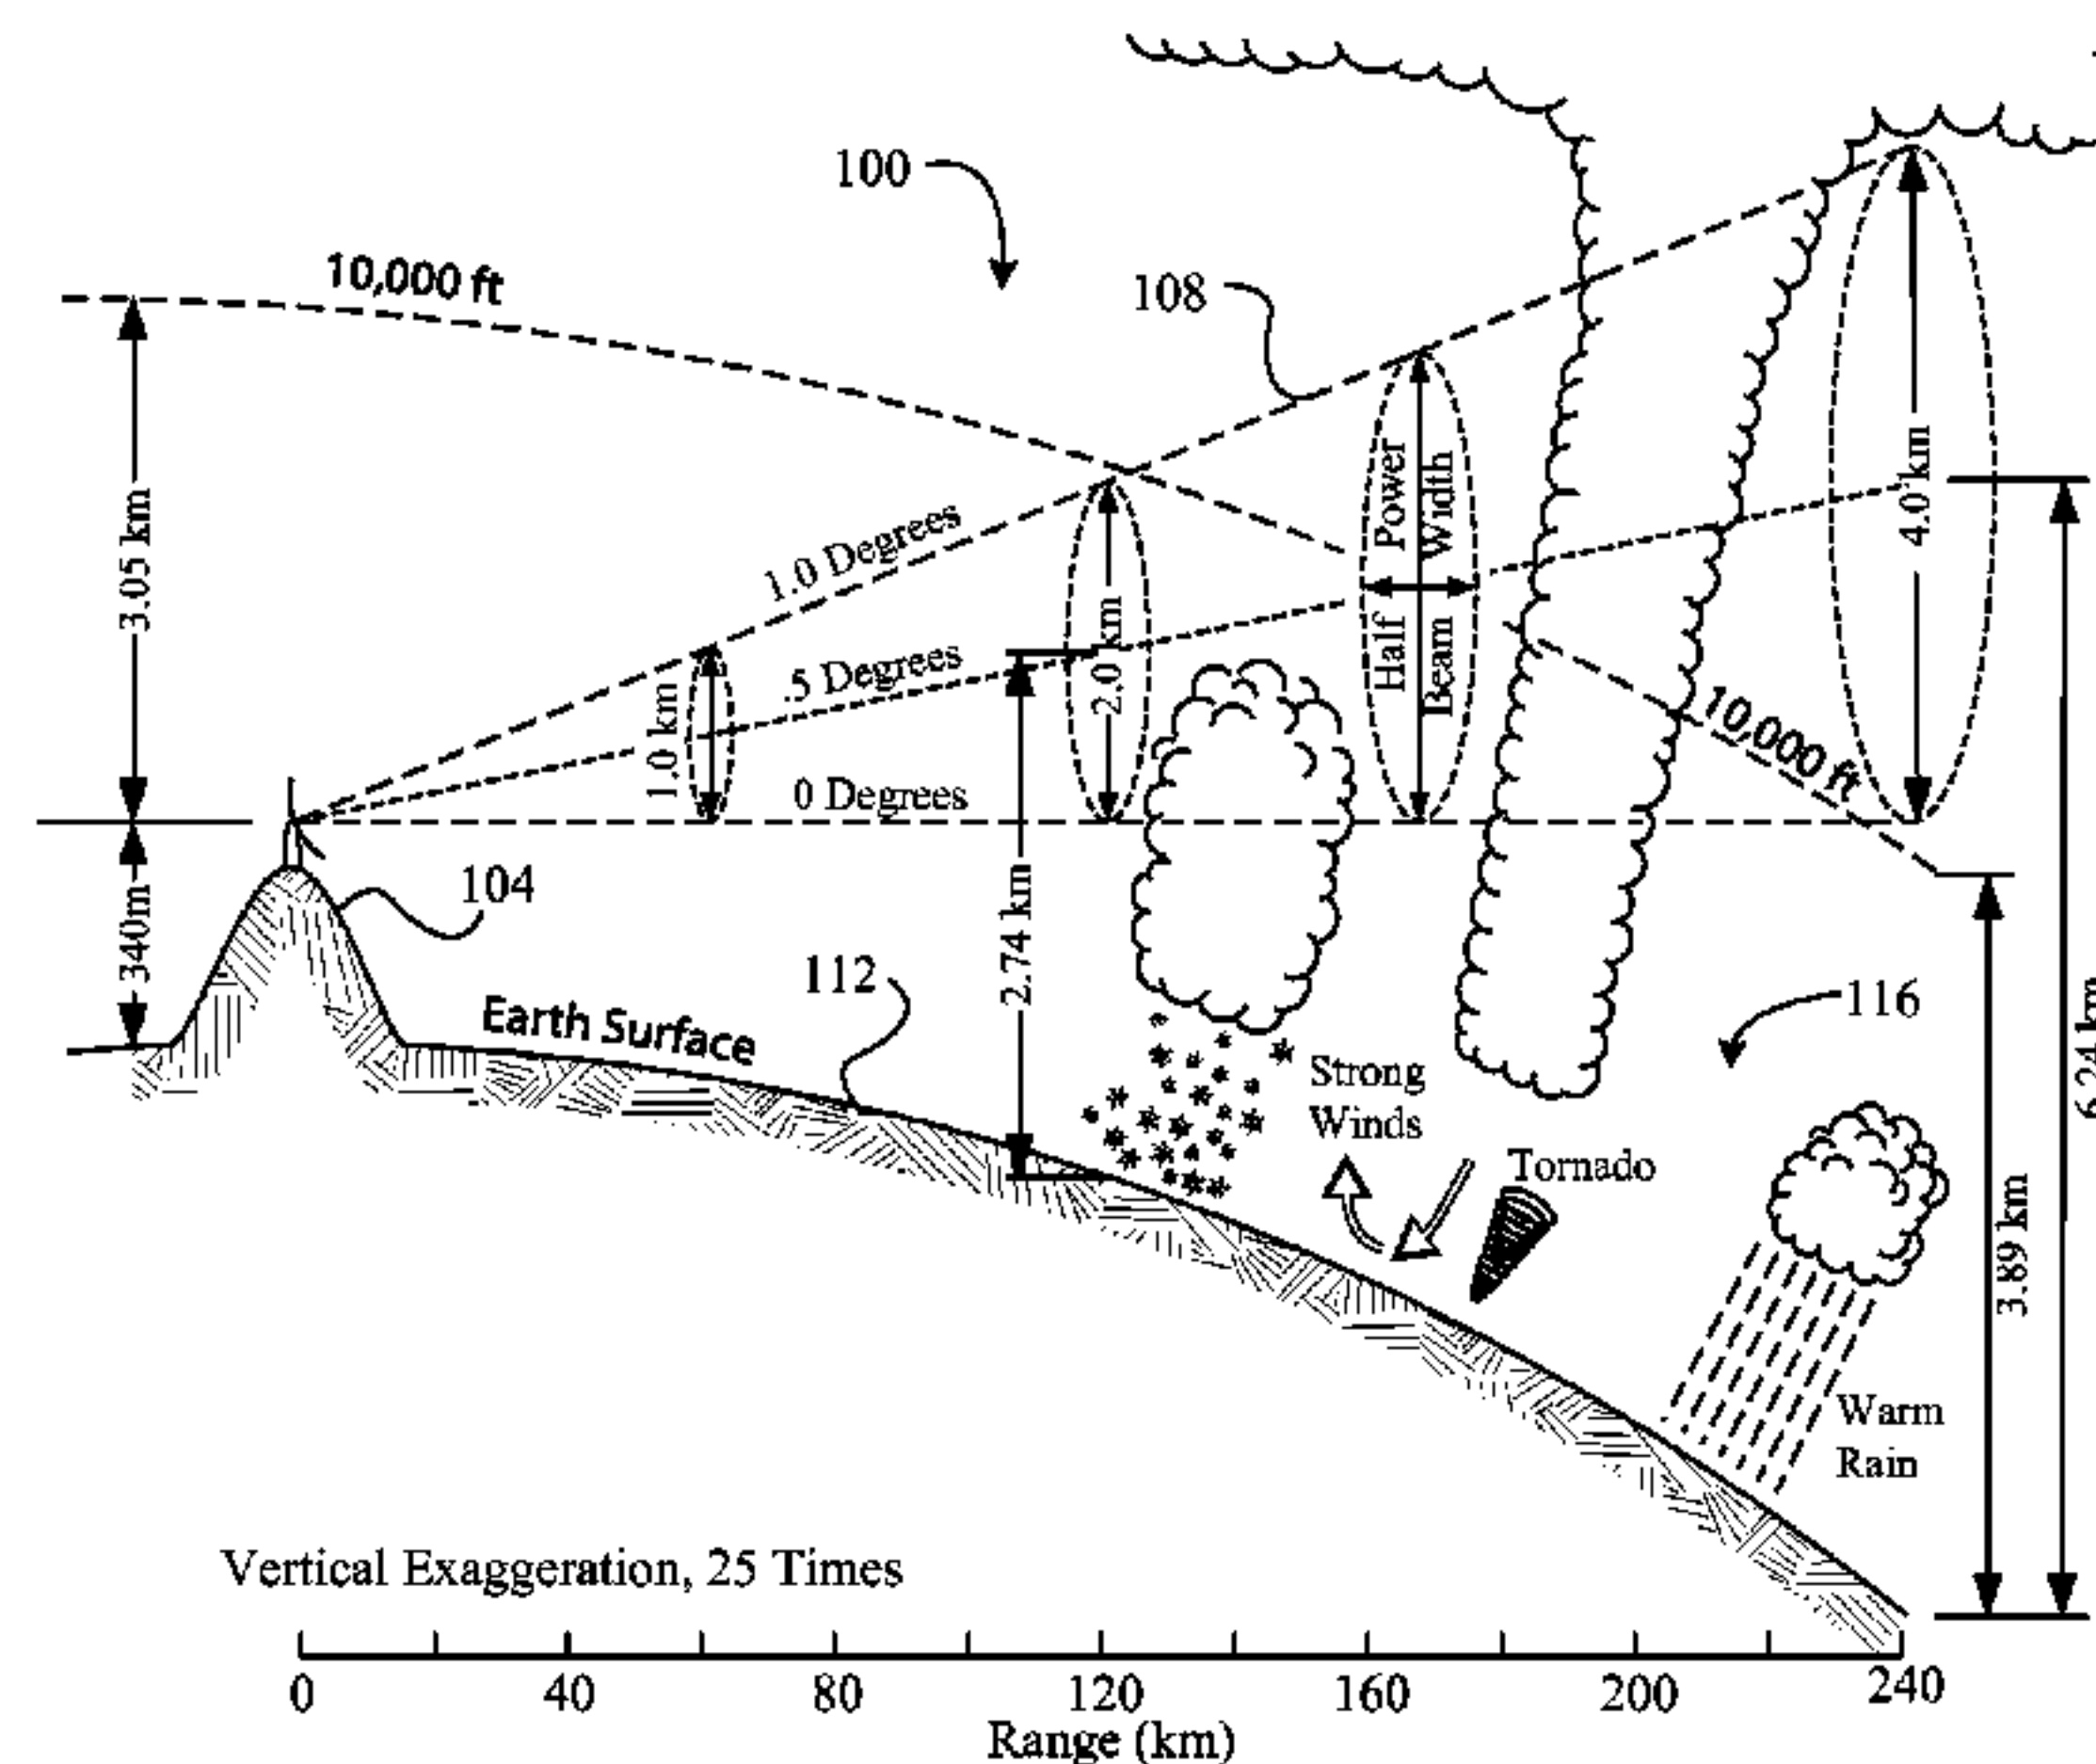 100
10,000 ft
108
3.05 km
1.0 Degrees
.5 Degrees
0 Degrees
1.0 km
2.0 km
Half Power
Beam Width
4.0 km
10,000 ft
340m
104
2.74 km
112
Earth Surface
116
6.24 km
Strong
Winds
Tornado
3.89 km
Warm
Rain
Vertical Exaggeration, 25 Times
0 40 80 120 160 200 240
Range (km)